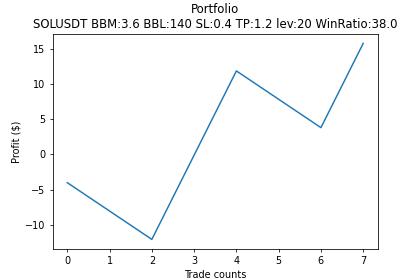 Portfolio
SOLUSDT BBM:3.6 BBL:140 SL:0.4 TP:1.2 lev:20 WinRatio:38.0
15
10
5
0
−5
−10
Profit ($)
0 1 2 3 4 5 6 7
Trade counts